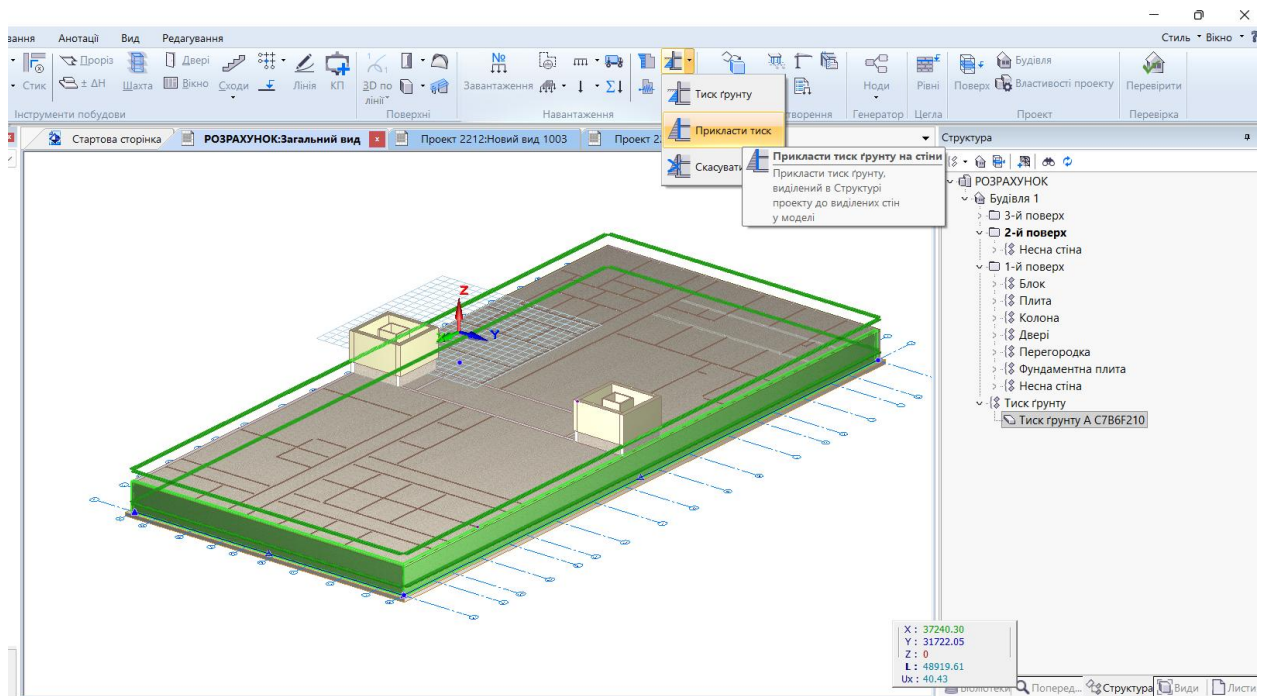 вання Анотації Вид Редагування
Стиль Вікно ?
Проріз Двері
№
Будівля
Стик ± ΔН Шахта Вікно Сходи Лінія КП 3D по лінії Завантаження Σ
Ноди Рівні Поверх Властивості проекту Перевірити
Інструменти побудови Поверхні Навантаження творення Генератор Цегла Проект Перевірка
Тиск ґрунту
Прикласти тиск
Скасувати
Прикласти тиск ґрунту на стіни
Прикласти тиск ґрунту,
виділений в Структурі
проекту до виділених стін
у моделі
Стартова сторінка РОЗРАХУНОК:Загальний вид x Проект 2212:Новий вид 1003 Проект 2
Структура
РОЗРАХУНОК
Будівля 1
3-й поверх
2-й поверх
Несна стіна
1-й поверх
Блок
Плита
Колона
Двері
Перегородка
Фундаментна плита
Несна стіна
Тиск ґрунту
Тиск ґрунту A C7B6F210
Z
Y
X : 37240.30
Y : 31722.05
Z : 0
L : 48919.61
Ux : 40.43
Поперед... Структура Види Листи